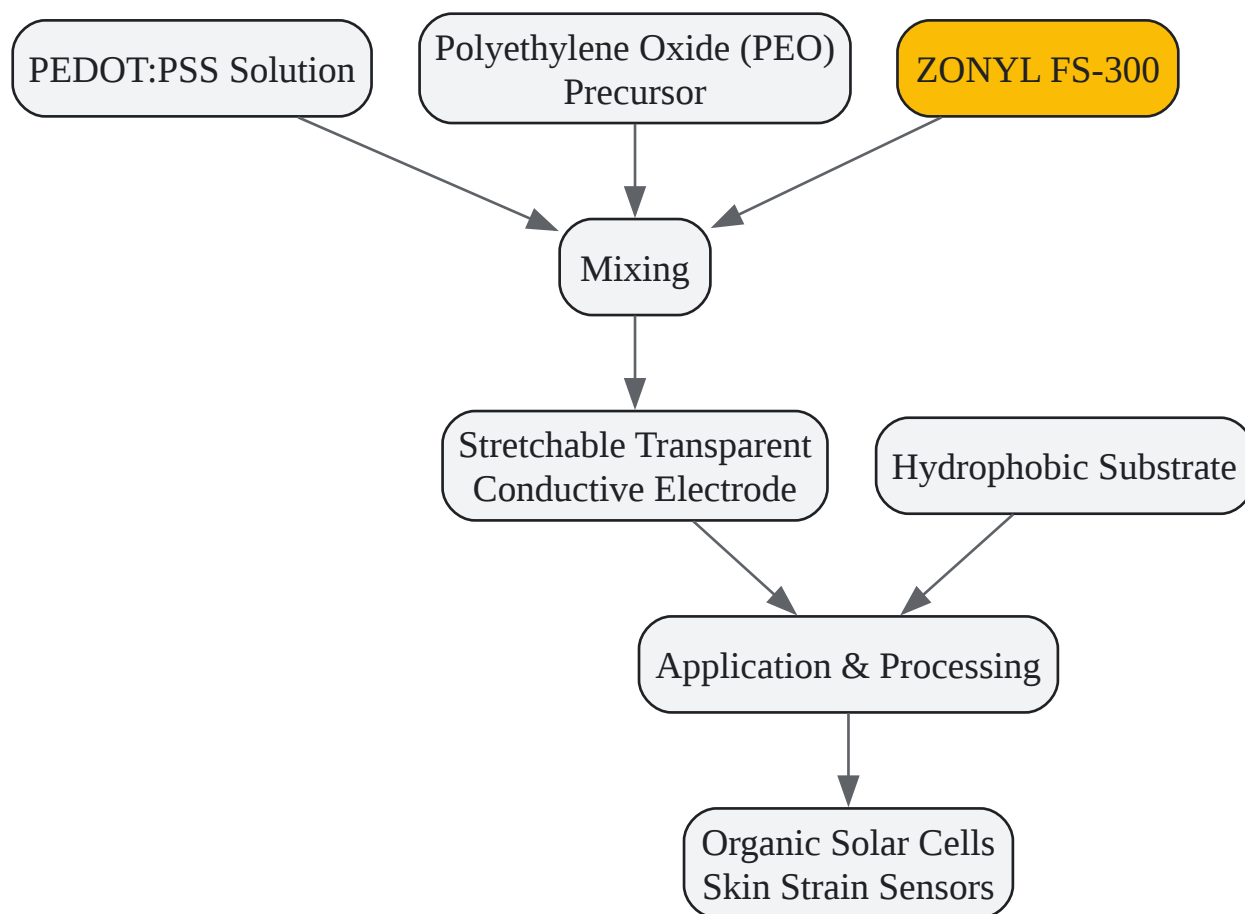 PEDOT:PSS Solution
Polyethylene Oxide (PEO)
Precursor
ZONYL FS-300
Mixing
Stretchable Transparent
Conductive Electrode
Hydrophobic Substrate
Application & Processing
Organic Solar Cells
Skin Strain Sensors